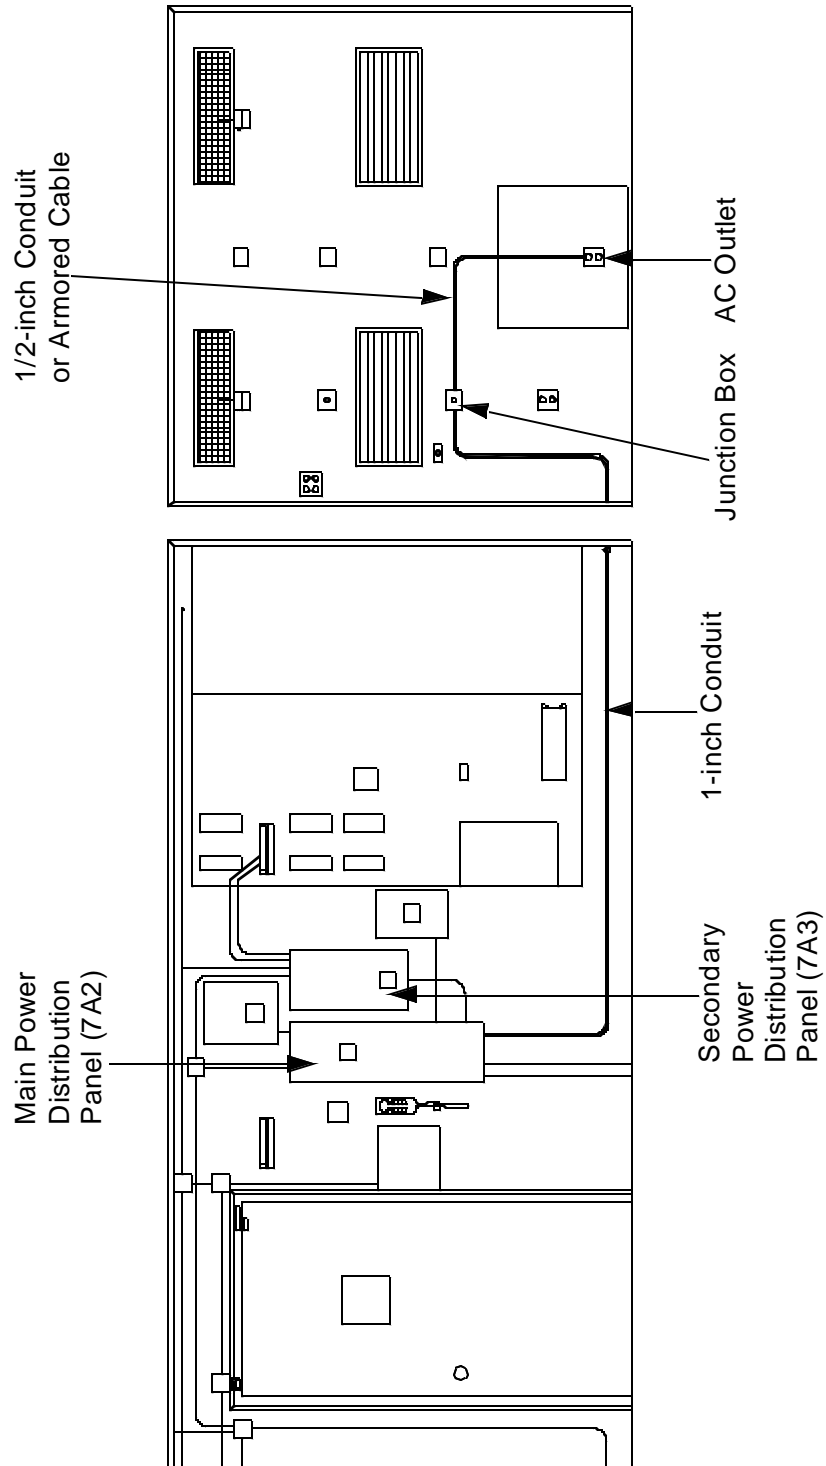 1/2-inch Conduit
or Armored Cable
Junction Box
AC Outlet
Main Power
Distribution
Panel (7A2)
1-inch Conduit
Secondary
Power
Distribution
Panel (7A3)